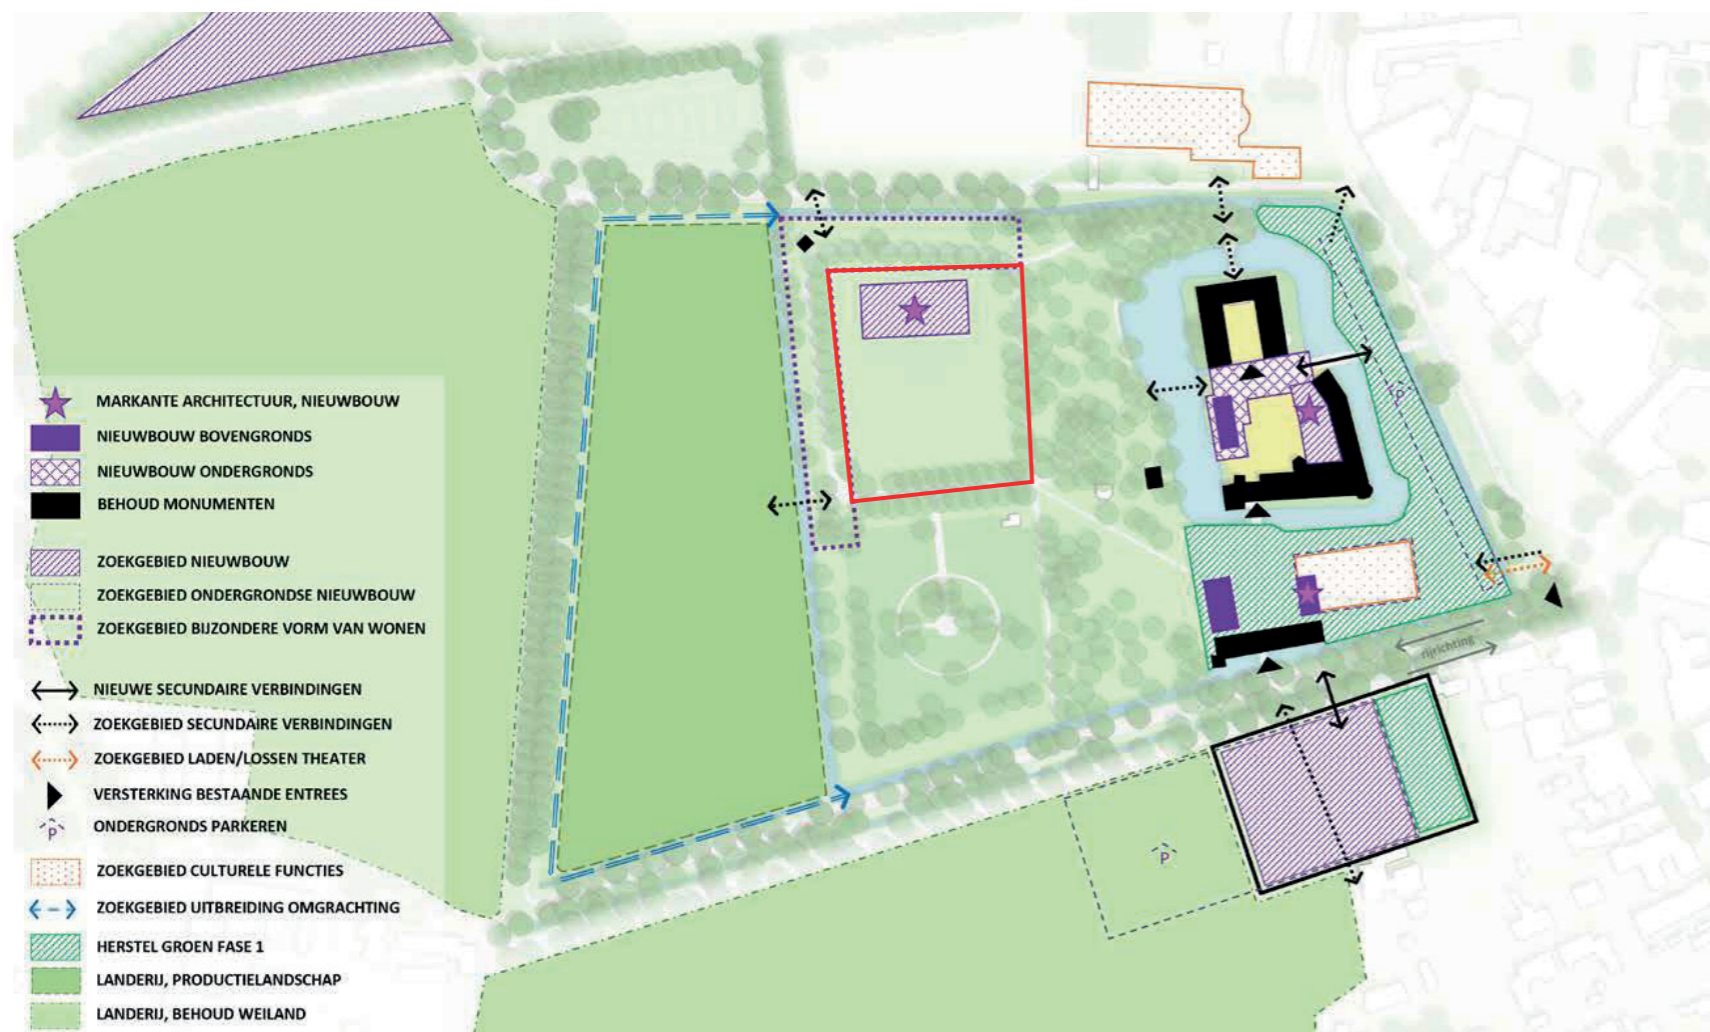 MARKANTE ARCHITECTUUR, NIEUWBOUW
NIEUWBOUW BOVENGRONDS
NIEUWBOUW ONDERGRONDS
BEHOUD MONUMENTEN
ZOEKGEBIED NIEUWBOUW
ZOEKGEBIED ONDERGRONDSE NIEUWBOUW
ZOEKGEBIED BIJZONDERE VORM VAN WONEN
NIEUWE SECUNDAIRE VERBINDINGEN
ZOEKGEBIED SECUNDAIRE VERBINDINGEN
ZOEKGEBIED LADEN/LOSSEN THEATER
VERSTERKING BESTAANDE ENTREES
P ONDERGRONDS PARKEREN
ZOEKGEBIED CULTURELE FUNCTIES
ZOEKGEBIED UITBREIDING OMGRACHTING
HERSTEL GROEN FASE 1
LANDERIJ, PRODUCTIELANDSCHAP
LANDERIJ, BEHOUD WEILAND
P
rijrichting
P